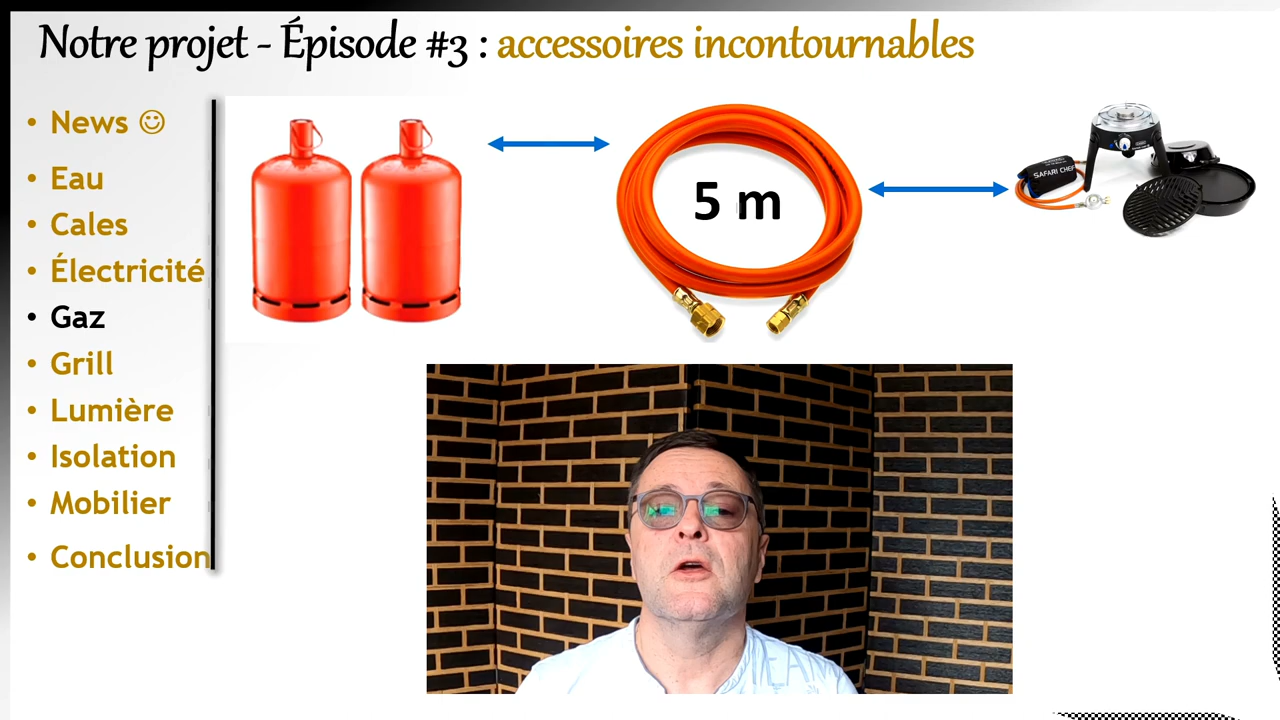 Notre projet - Épisode #3 : accessoires incontournables
• News ☺
• Eau
• Cales
• Électricité
• Gaz
• Grill
• Lumière
• Isolation
• Mobilier
• Conclusion
5 m
SAFARI CHEF